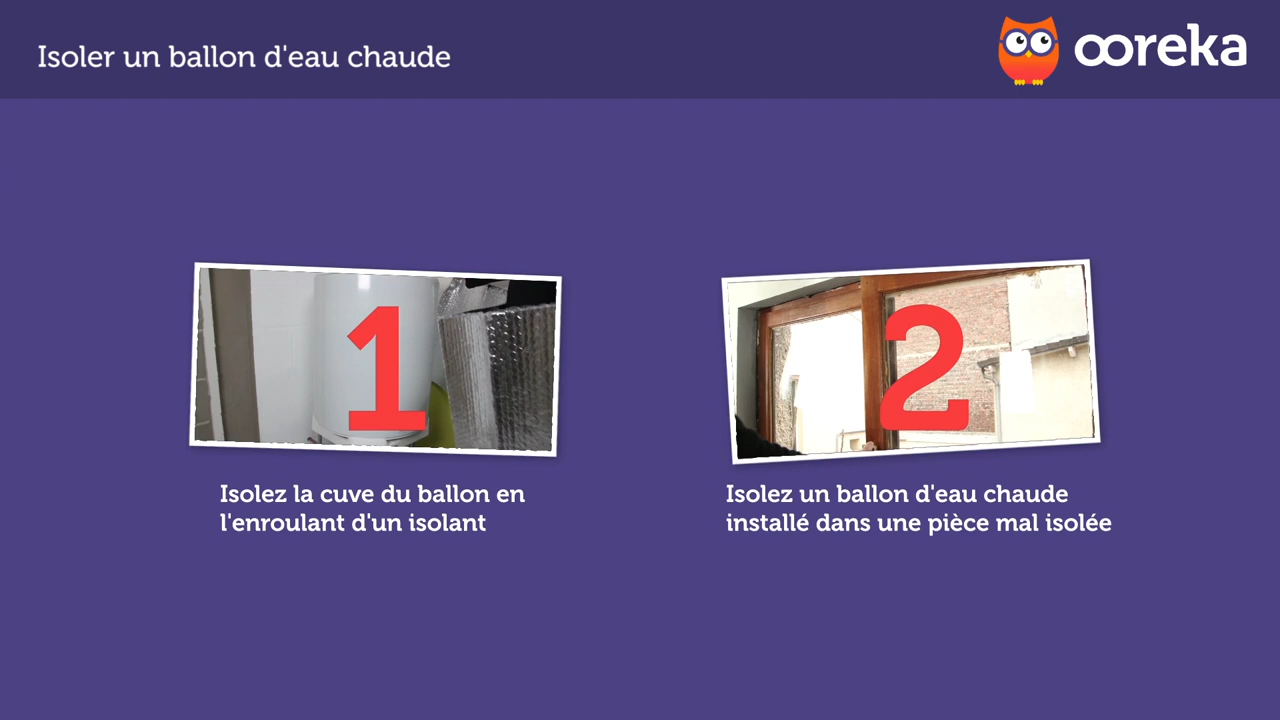 Isoler un ballon d'eau chaude
ooreka
1
2
Isolez la cuve du ballon en
l'enroulant d'un isolant
Isolez un ballon d'eau chaude
installé dans une pièce mal isolée